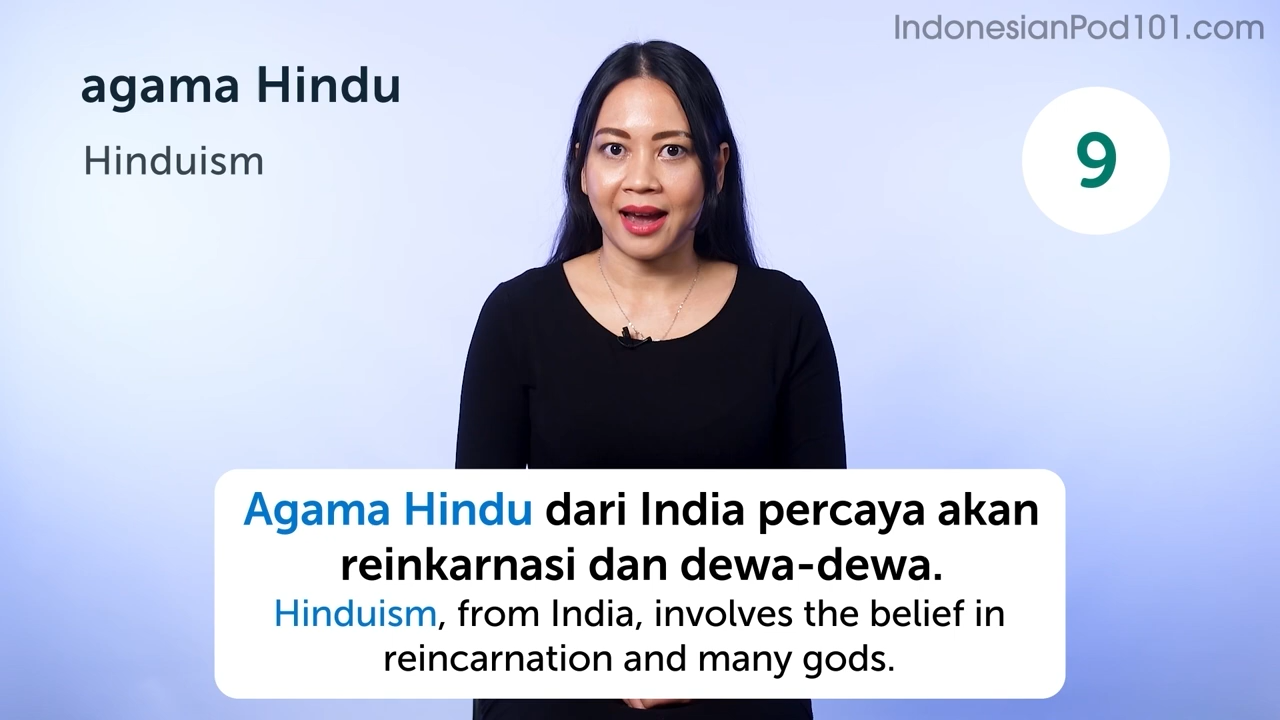 IndonesianPod101.com
agama Hindu
Hinduism
9
Agama Hindu dari India percaya akan
reinkarnasi dan dewa-dewa.
Hinduism, from India, involves the belief in
reincarnation and many gods.